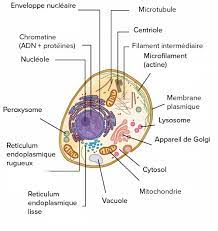 Enveloppe nucléaire
Microtubule
Centriole
Chromatine
(ADN + protéines)
Filament intermédiaire
Microfilament
(actine)
Nucléole
Membrane
plasmique
Peroxysome
Lysosome
Appareil de Golgi
Reticulum
endoplasmique
rugueux
Cytosol
Mitochondrie
Reticulum
endoplasmique
lisse
Vacuole